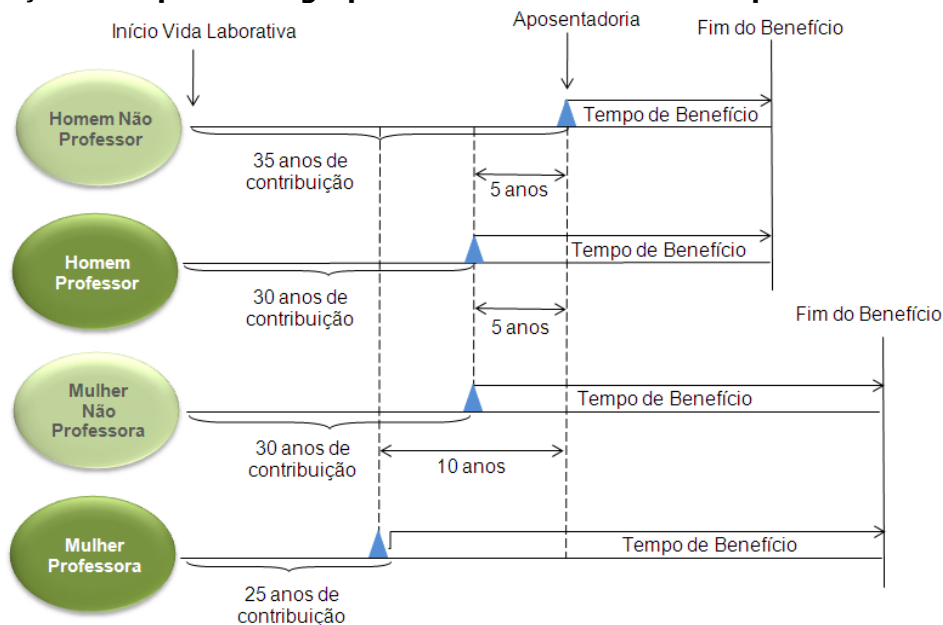 Início Vida Laborativa
Aposentadoria
Fim do Benefício
Homem Não
Professor
Tempo de Benefício
35 anos de
contribuição
5 anos
Homem
Professor
Tempo de Benefício
30 anos de
contribuição
5 anos
Fim do Benefício
Mulher
Não
Professora
Tempo de Benefício
30 anos de
contribuição
10 anos
Mulher
Professora
Tempo de Benefício
25 anos de
contribuição